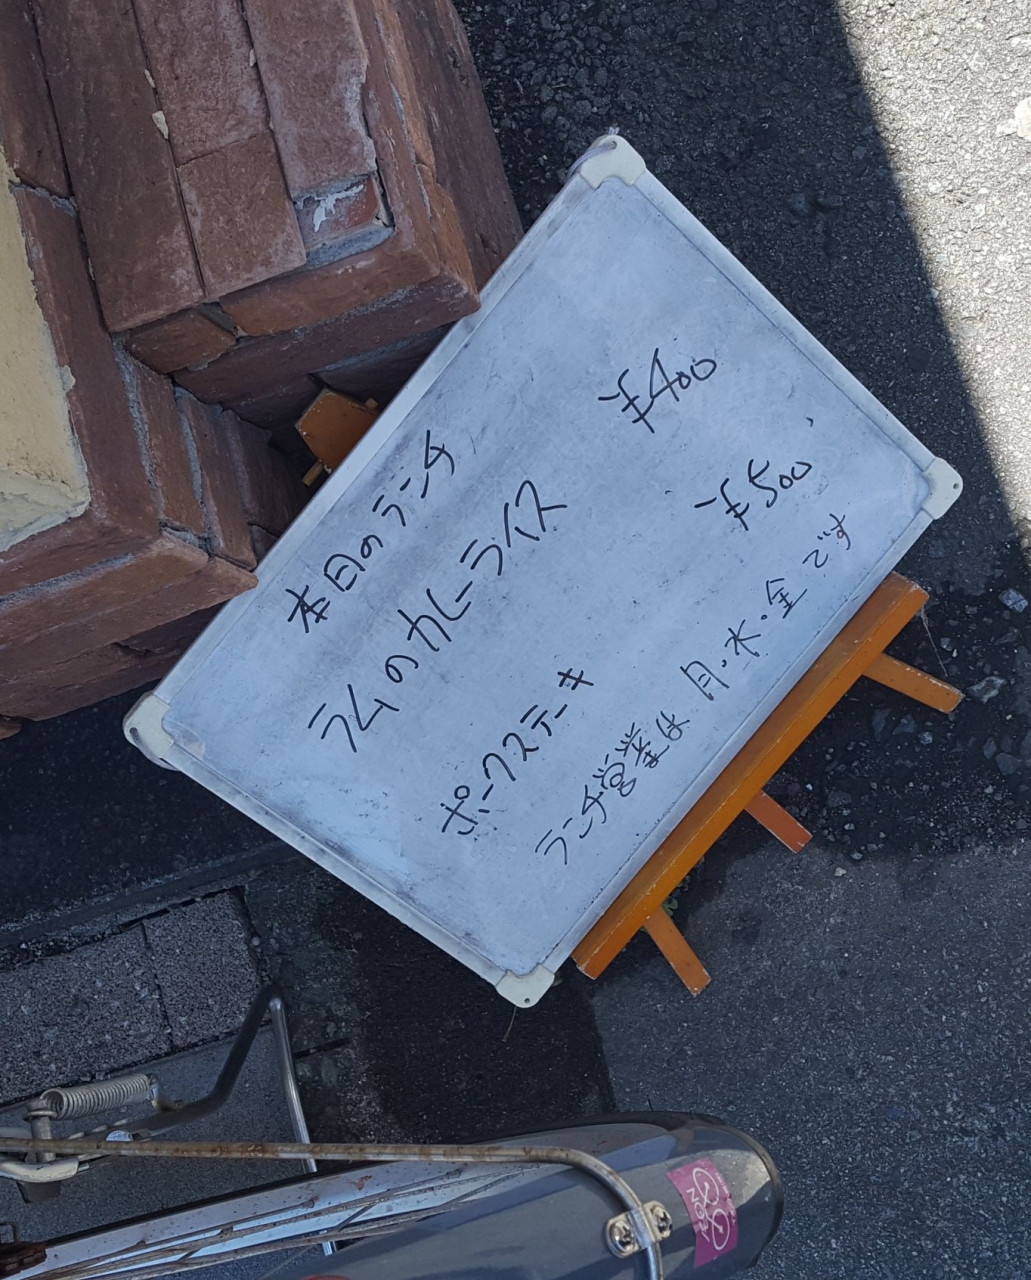 本日のランチ
ラムのカレーライス ¥400
ポークステーキ ¥500
ランチ営業は 月・水・金です